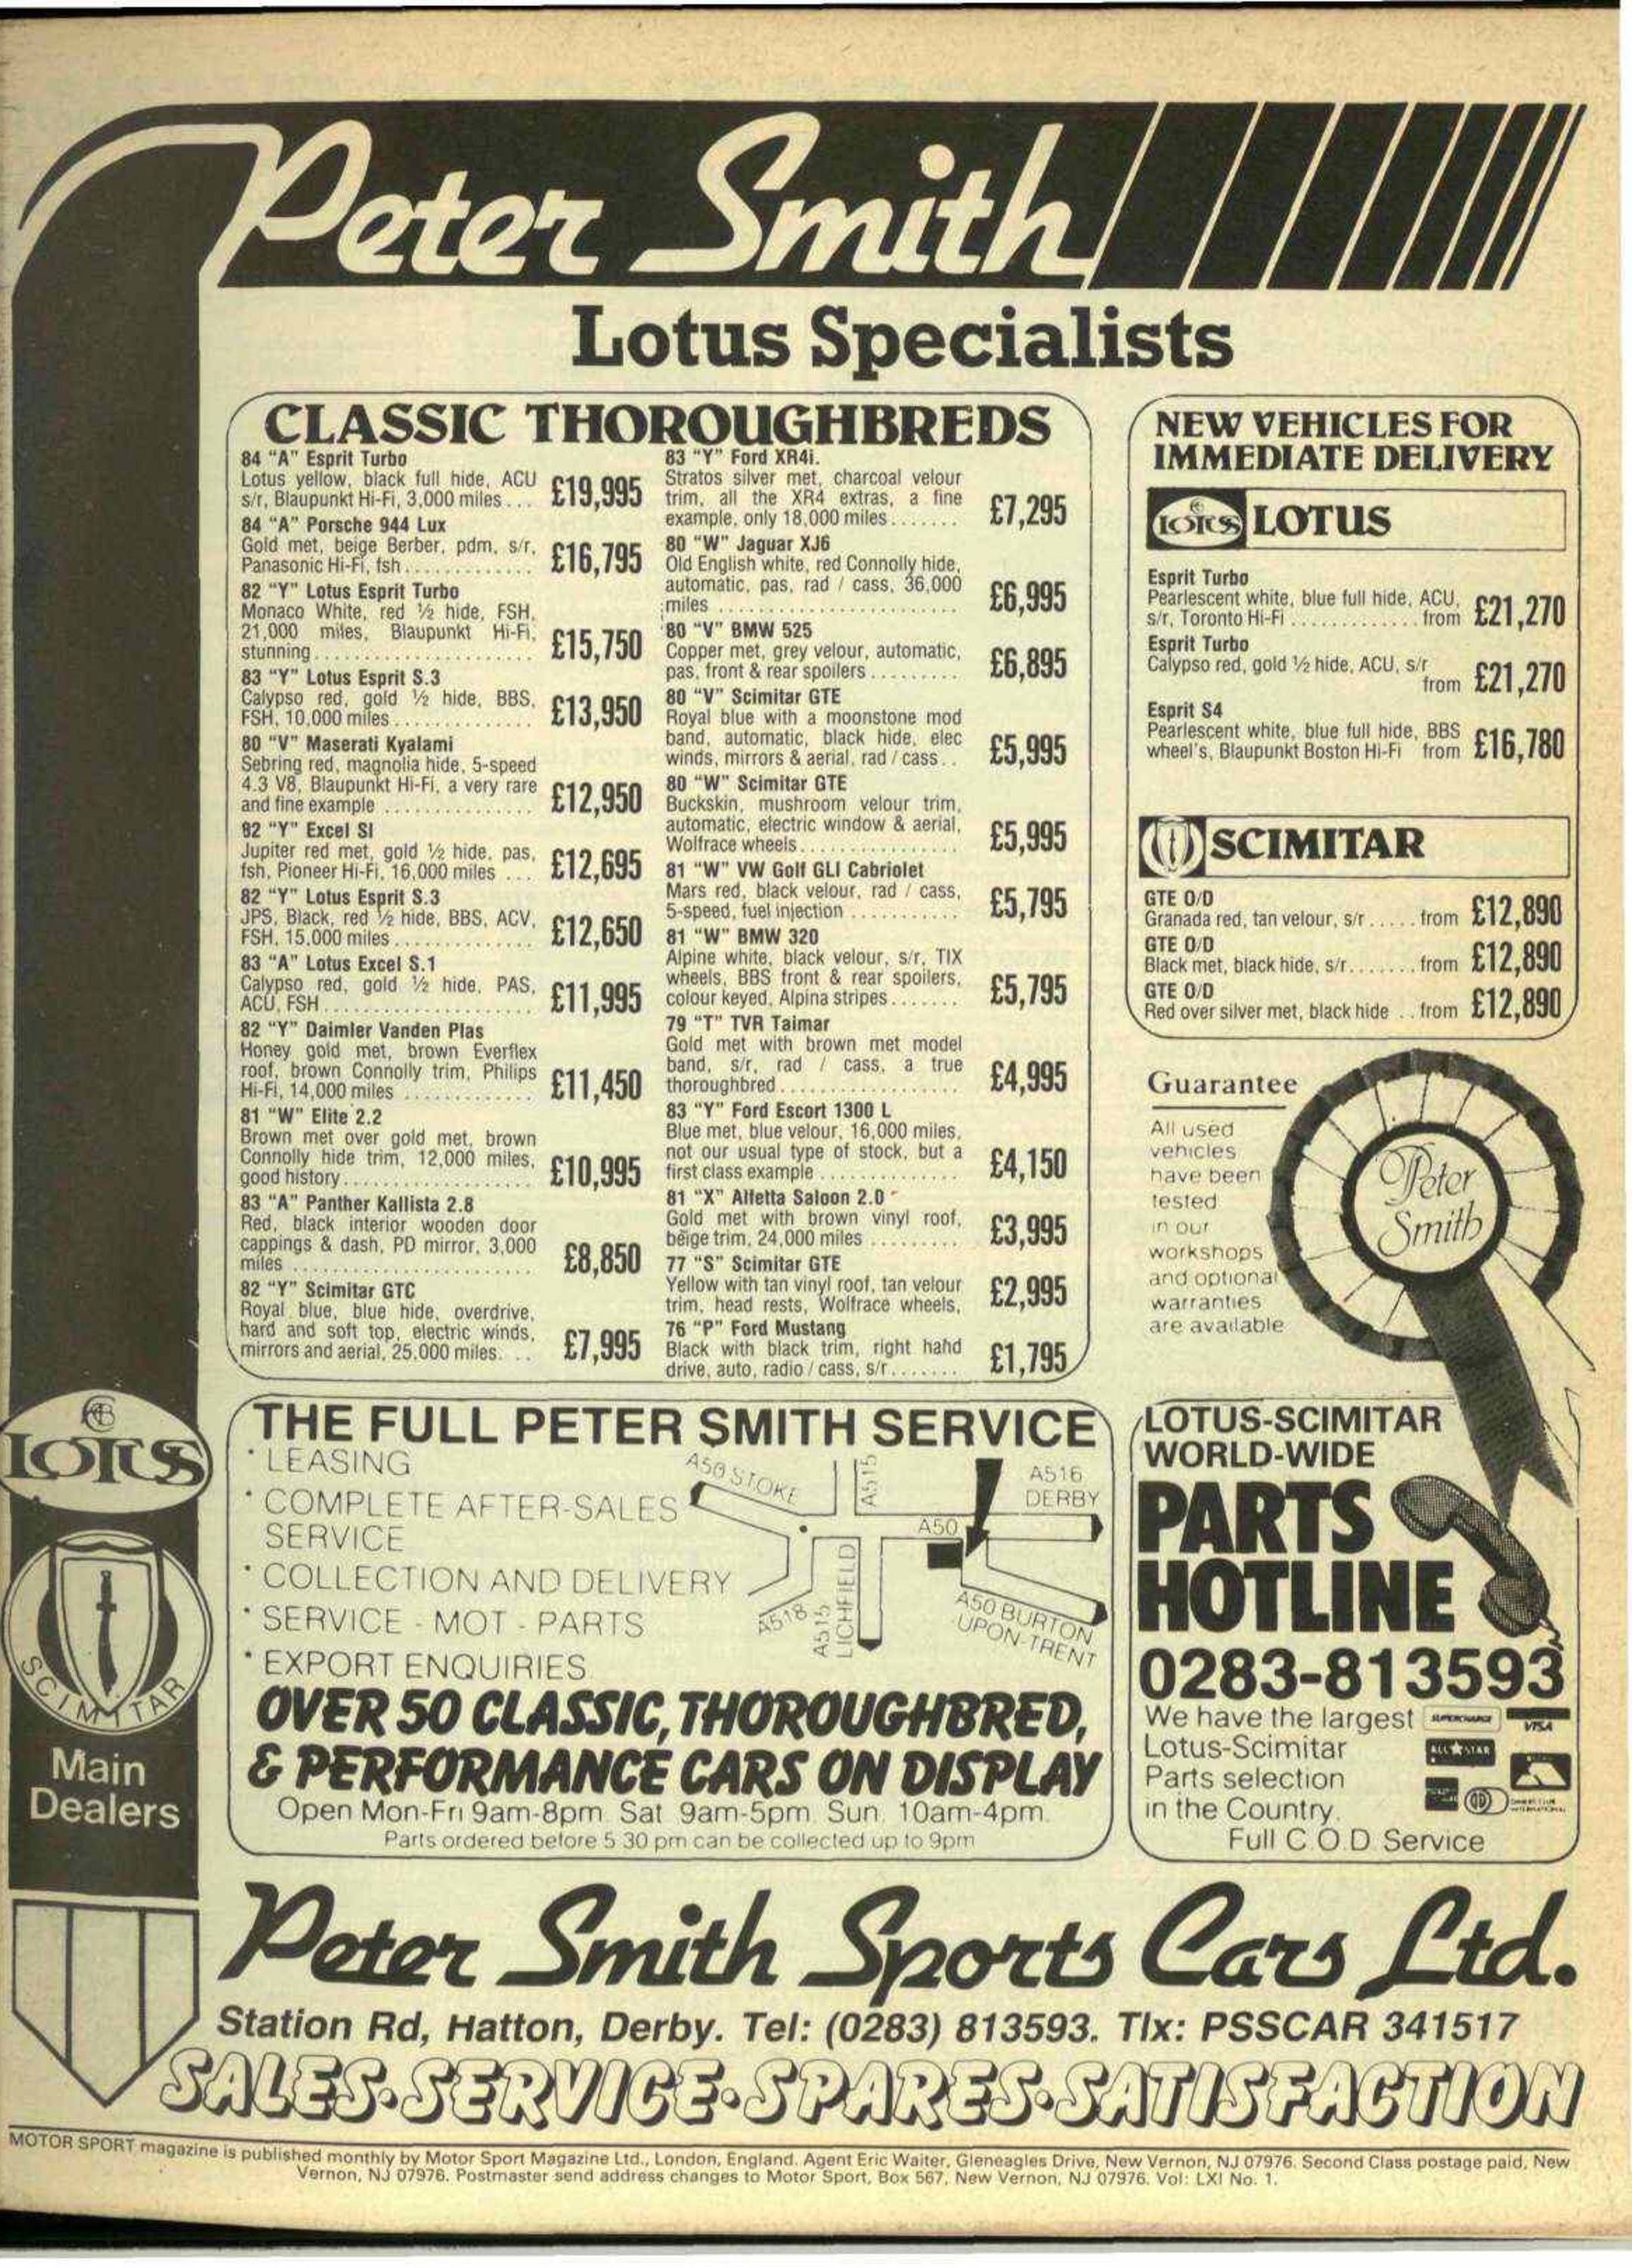 Peter Smith
Lotus Specialists
CLASSIC THOROUGHBREDS
84 "A" Esprit Turbo
Lotus yellow, black full hide, ACU
s/r, Blaupunkt Hi-Fi, 3,000 miles ... £19,995
84 "A" Porsche 944 Lux
Gold met, beige Berber, pdm, s/r,
Panasonic Hi-Fi, fsh ............. £16,795
82 "Y" Lotus Esprit Turbo
Monaco White, red ½ hide, FSH,
21,000 miles, Blaupunkt Hi-Fi,
stunning ...................... £15,750
83 "Y" Lotus Esprit S.3
Calypso red, gold ½ hide, BBS,
FSH, 10,000 miles .............. £13,950
80 "V" Maserati Kyalami
Sebring red, magnolia hide, 5-speed
4.3 V8, Blaupunkt Hi-Fi, a very rare
and fine example ............... £12,950
82 "Y" Excel SI
Jupiter red met, gold ½ hide, pas,
fsh, Pioneer Hi-Fi, 16,000 miles ... £12,695
82 "Y" Lotus Esprit S.3
JPS, Black, red ½ hide, BBS, ACV,
FSH, 15,000 miles .............. £12,650
83 "A" Lotus Excel S.1
Calypso red, gold ½ hide, PAS,
ACU, FSH ..................... £11,995
82 "Y" Daimler Vanden Plas
Honey gold met, brown Everflex
roof, brown Connolly trim, Philips
Hi-Fi, 14,000 miles ............. £11,450
81 "W" Elite 2.2
Brown met over gold met, brown
Connolly hide trim, 12,000 miles,
good history ................... £10,995
83 "A" Panther Kallista 2.8
Red, black interior wooden door
cappings & dash, PD mirror, 3,000
miles ........................ £8,850
82 "Y" Scimitar GTC
Royal blue, blue hide, overdrive,
hard and soft top, electric winds,
mirrors and aerial, 25,000 miles. .. £7,995
83 "Y" Ford XR4i.
Stratos silver met, charcoal velour
trim, all the XR4 extras, a fine
example, only 18,000 miles ....... £7,295
80 "W" Jaguar XJ6
Old English white, red Connolly hide,
automatic, pas, rad / cass, 36,000
miles ........................ £6,995
80 "V" BMW 525
Copper met, grey velour, automatic,
pas, front & rear spoilers ......... £6,895
80 "V" Scimitar GTE
Royal blue with a moonstone mod
band, automatic, black hide, elec
winds, mirrors & aerial, rad / cass .. £5,995
80 "W" Scimitar GTE
Buckskin, mushroom velour trim,
automatic, electric window & aerial,
Wolfrace wheels ................ £5,995
81 "W" VW Golf GLI Cabriolet
Mars red, black velour, rad / cass,
5-speed, fuel injection ........... £5,795
81 "W" BMW 320
Alpine white, black velour, s/r, TIX
wheels, BBS front & rear spoilers,
colour keyed, Alpina stripes ....... £5,795
79 "T" TVR Taimar
Gold met with brown met model
band, s/r, rad / cass, a true
thoroughbred .................. £4,995
83 "Y" Ford Escort 1300 L
Blue met, blue velour, 16,000 miles,
not our usual type of stock, but a
first class example .............. £4,150
81 "X" Alfetta Saloon 2.0
Gold met with brown vinyl roof,
beige trim, 24,000 miles ......... £3,995
77 "S" Scimitar GTE
Yellow with tan vinyl roof, tan velour
trim, head rests, Wolfrace wheels, £2,995
76 "P" Ford Mustang
Black with black trim, right hand
drive, auto, radio / cass, s/r ....... £1,795
NEW VEHICLES FOR
IMMEDIATE DELIVERY
LOTUS LOTUS
Esprit Turbo
Pearlescent white, blue full hide, ACU,
s/r, Toronto Hi-Fi ............. from £21,270
Esprit Turbo
Calypso red, gold ½ hide, ACU, s/r
from £21,270
Esprit S4
Pearlescent white, blue full hide, BBS
wheel's, Blaupunkt Boston Hi-Fi from £16,780
SCIMITAR
GTE O/D
Granada red, tan velour, s/r ..... from £12,890
GTE O/D
Black met, black hide, s/r ....... from £12,890
GTE O/D
Red over silver met, black hide .. from £12,890
Guarantee
All used
vehicles
have been
tested
in our
workshops
and optional
warranties
are available
Peter
Smith
LOTUS
SCIMITAR
Main
Dealers
THE FULL PETER SMITH SERVICE
* LEASING
* COMPLETE AFTER-SALES
SERVICE
* COLLECTION AND DELIVERY
* SERVICE - MOT - PARTS
* EXPORT ENQUIRIES
A50 STOKE
A515
A516
DERBY
A50
A518
A515
LICHFIELD
A50 BURTON
UPON-TRENT
OVER 50 CLASSIC, THOROUGHBRED,
& PERFORMANCE CARS ON DISPLAY
Open Mon-Fri 9am-8pm. Sat. 9am-5pm. Sun. 10am-4pm.
Parts ordered before 5.30 pm can be collected up to 9pm
LOTUS-SCIMITAR
WORLD-WIDE
PARTS
HOTLINE
0283-813593
We have the largest
Lotus-Scimitar
Parts selection
in the Country.
Full C.O.D. Service
SUPERCHARGE
VISA
ALL STAR
Peter Smith Sports Cars Ltd.
Station Rd, Hatton, Derby. Tel: (0283) 813593. Tlx: PSSCAR 341517
SALES·SERVICE·SPARES·SATISFACTION
MOTOR SPORT magazine is published monthly by Motor Sport Magazine Ltd., London, England. Agent Eric Waiter, Gleneagles Drive, New Vernon, NJ 07976. Second Class postage paid, New
Vernon, NJ 07976. Postmaster send address changes to Motor Sport, Box 567, New Vernon, NJ 07976. Vol: LXI No. 1.